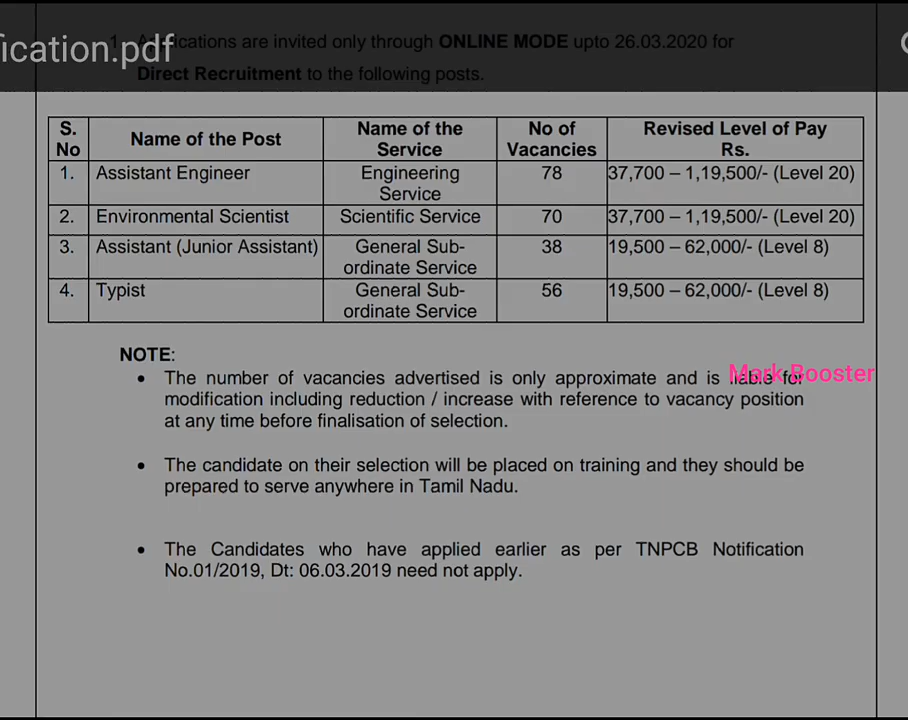 ification.pdf
1. Applications are invited only through ONLINE MODE upto 26.03.2020 for
Direct Recruitment to the following posts.
S. No | Name of the Post | Name of the Service | No of Vacancies | Revised Level of Pay Rs.
1. | Assistant Engineer | Engineering Service | 78 | 37,700 – 1,19,500/- (Level 20)
2. | Environmental Scientist | Scientific Service | 70 | 37,700 – 1,19,500/- (Level 20)
3. | Assistant (Junior Assistant) | General Sub-ordinate Service | 38 | 19,500 – 62,000/- (Level 8)
4. | Typist | General Sub-ordinate Service | 56 | 19,500 – 62,000/- (Level 8)
NOTE:
• The number of vacancies advertised is only approximate and is liable for
Mark Booster
modification including reduction / increase with reference to vacancy position
at any time before finalisation of selection.
• The candidate on their selection will be placed on training and they should be
prepared to serve anywhere in Tamil Nadu.
• The Candidates who have applied earlier as per TNPCB Notification
No.01/2019, Dt: 06.03.2019 need not apply.